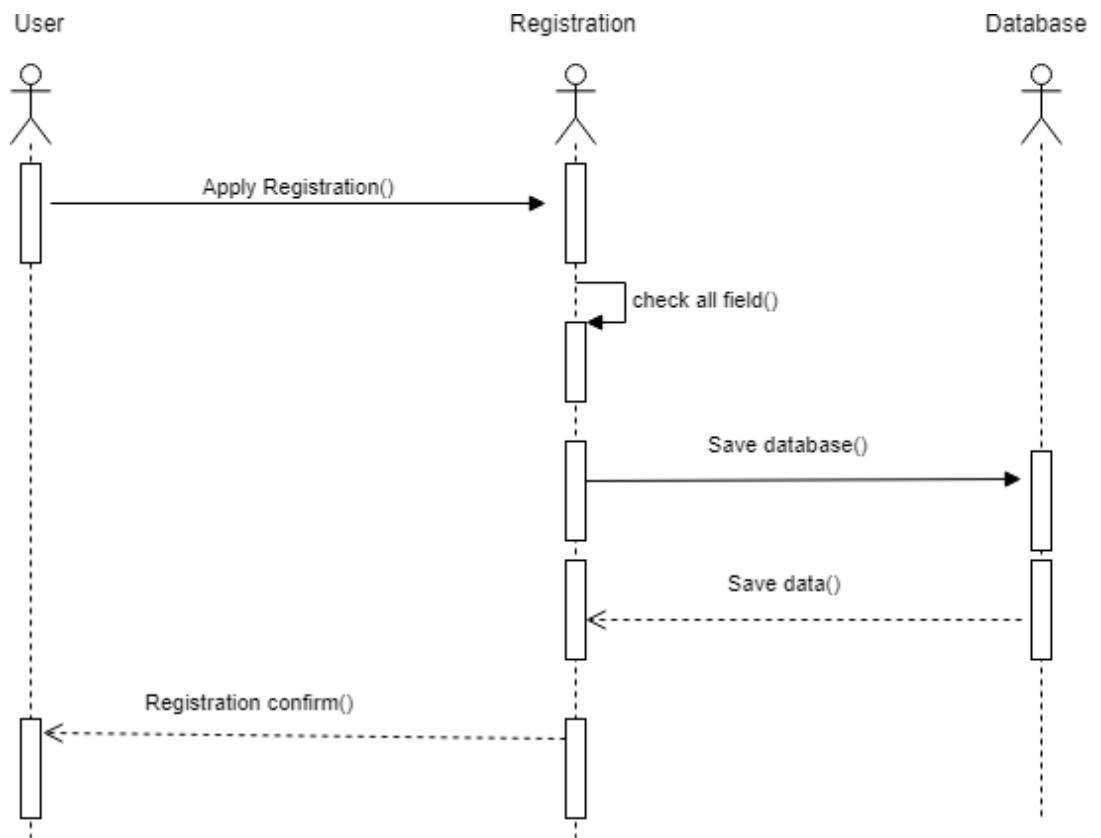 User
Registration
Database
Apply Registration()
check all field()
Save database()
Save data()
Registration confirm()